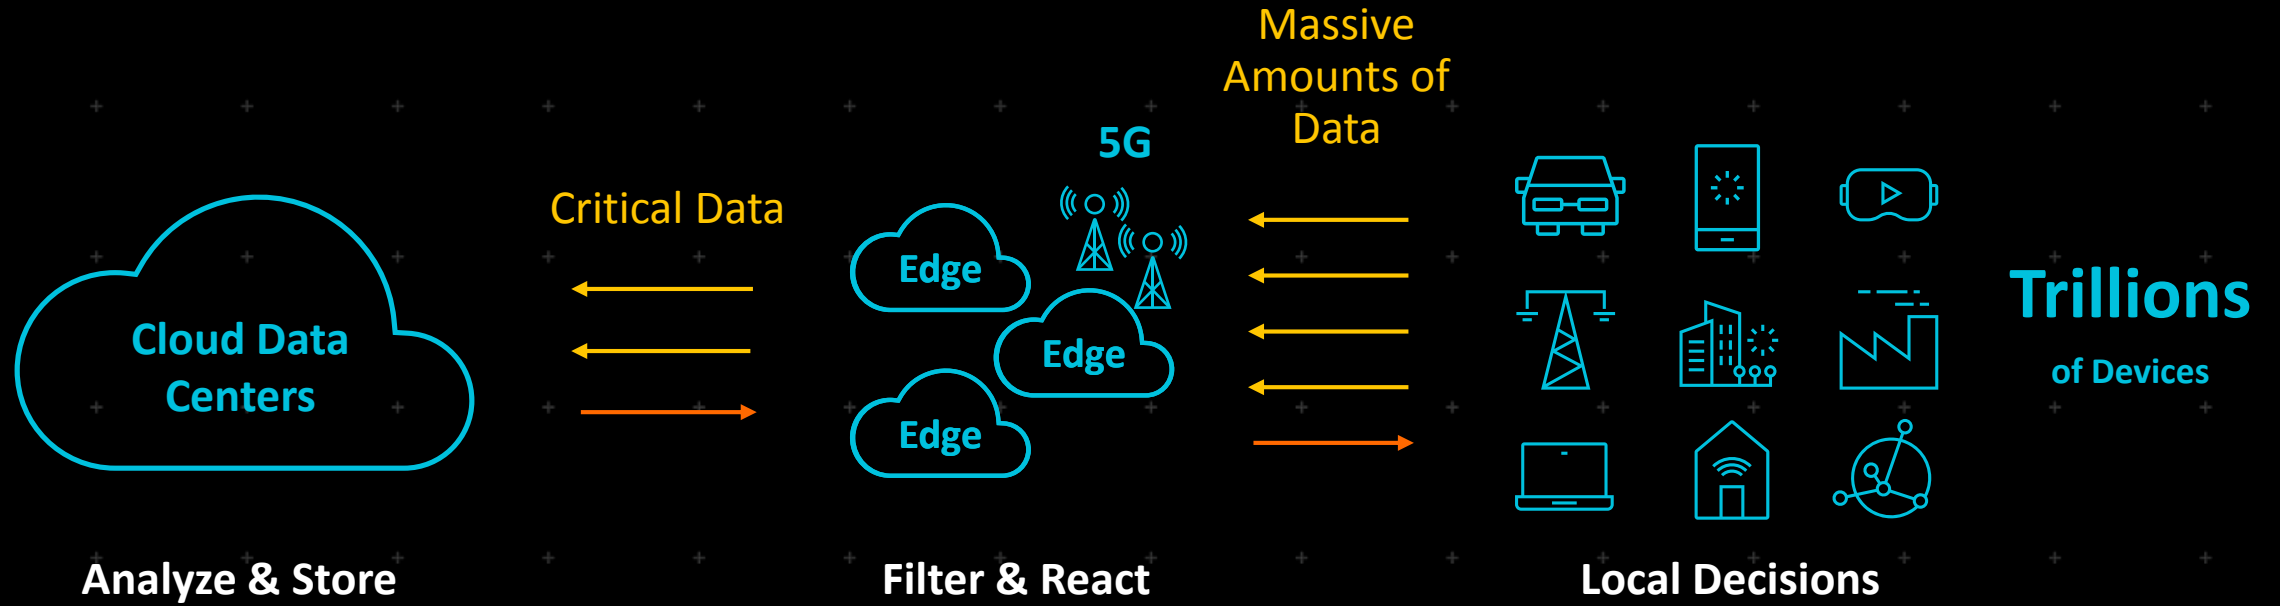 Massive
Amounts of
Data
5G
Critical Data
Edge
Edge
Edge
Cloud Data
Centers
Trillions
of Devices
Analyze & Store
Filter & React
Local Decisions